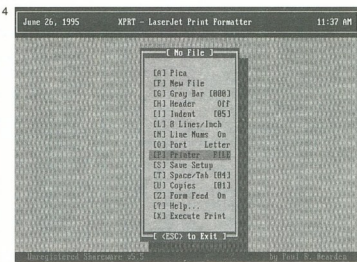 4
June 26, 1995 XPRT - LaserJet Print Formatter 11:37 AM
[ No File ]
[A] Pica
[F] New File
[G] Gray Bar [000]
[H] Header Off
[I] Indent [05]
[L] 8 Lines/Inch
[N] Line Nums On
[O] Port Letter
[P] Printer
[S] Save Setup
[T] Space/Tab [04]
[U] Copies [01]
[Z] Form Feed On
[?] Help...
[X] Execute Print
[ <ESC> to Exit ]
Unregistered Shareware v5.5 by Paul R.